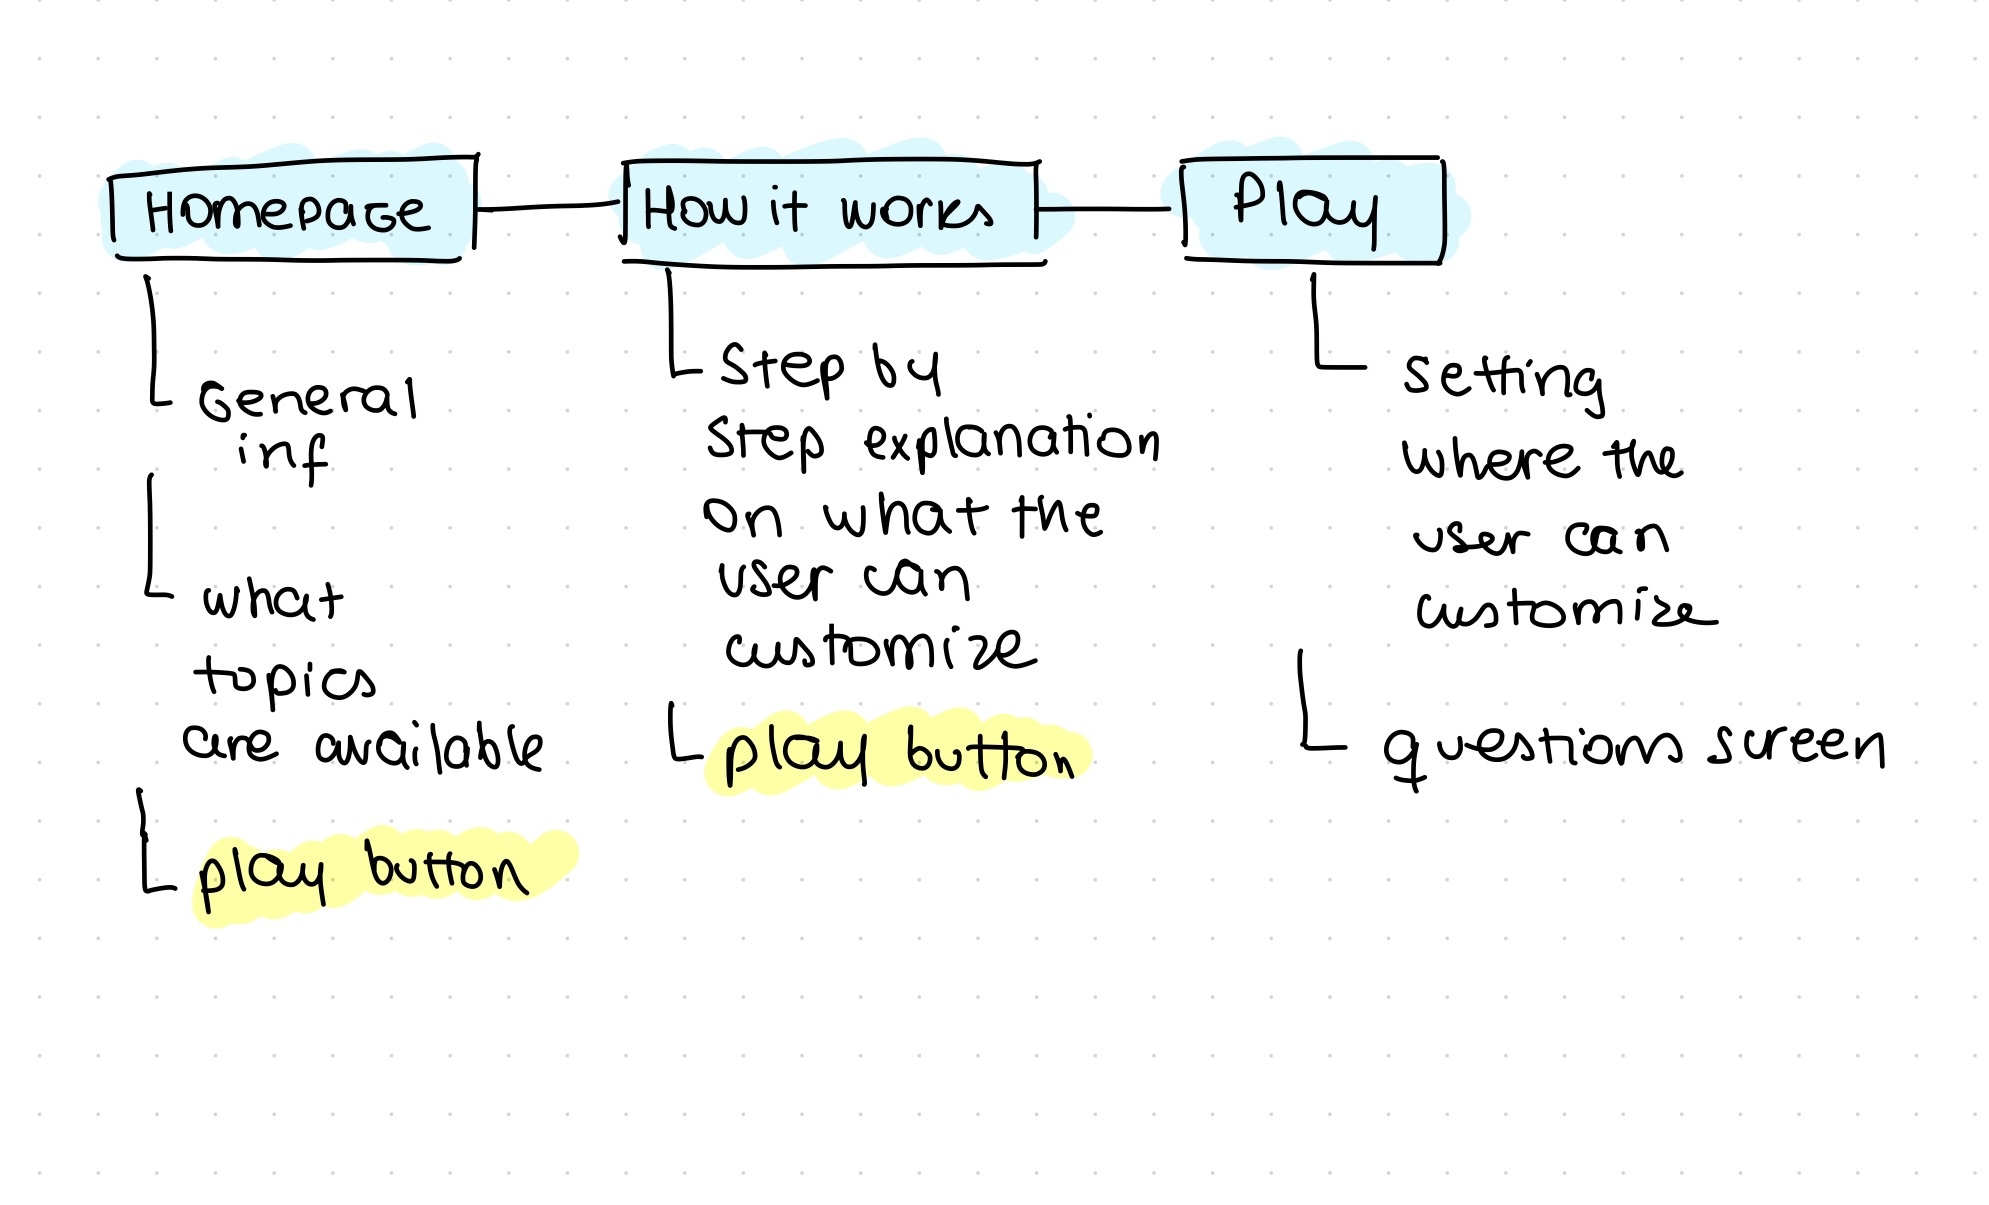 Homepage
How it works
Play
General
inf
what
topics
are available
play button
Step by
step explanation
on what the
user can
customize
play button
setting
where the
user can
customize
questions screen